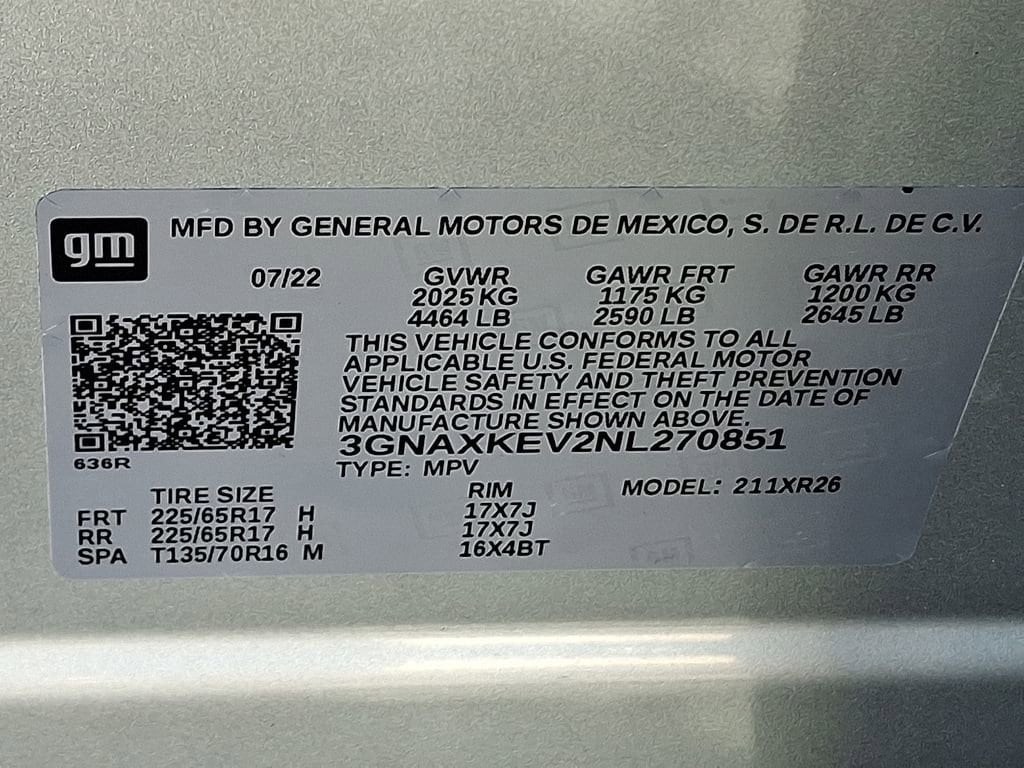 gm
MFD BY GENERAL MOTORS DE MEXICO, S. DE R.L. DE C.V.
07/22 GVWR GAWR FRT GAWR RR
2025 KG 1175 KG 1200 KG
4464 LB 2590 LB 2645 LB
THIS VEHICLE CONFORMS TO ALL
APPLICABLE U.S. FEDERAL MOTOR
VEHICLE SAFETY AND THEFT PREVENTION
STANDARDS IN EFFECT ON THE DATE OF
MANUFACTURE SHOWN ABOVE.
3GNAXKEV2NL270851
636R
TYPE: MPV MODEL: 211XR26
TIRE SIZE RIM
FRT 225/65R17 H 17X7J
RR 225/65R17 H 17X7J
SPA T135/70R16 M 16X4BT